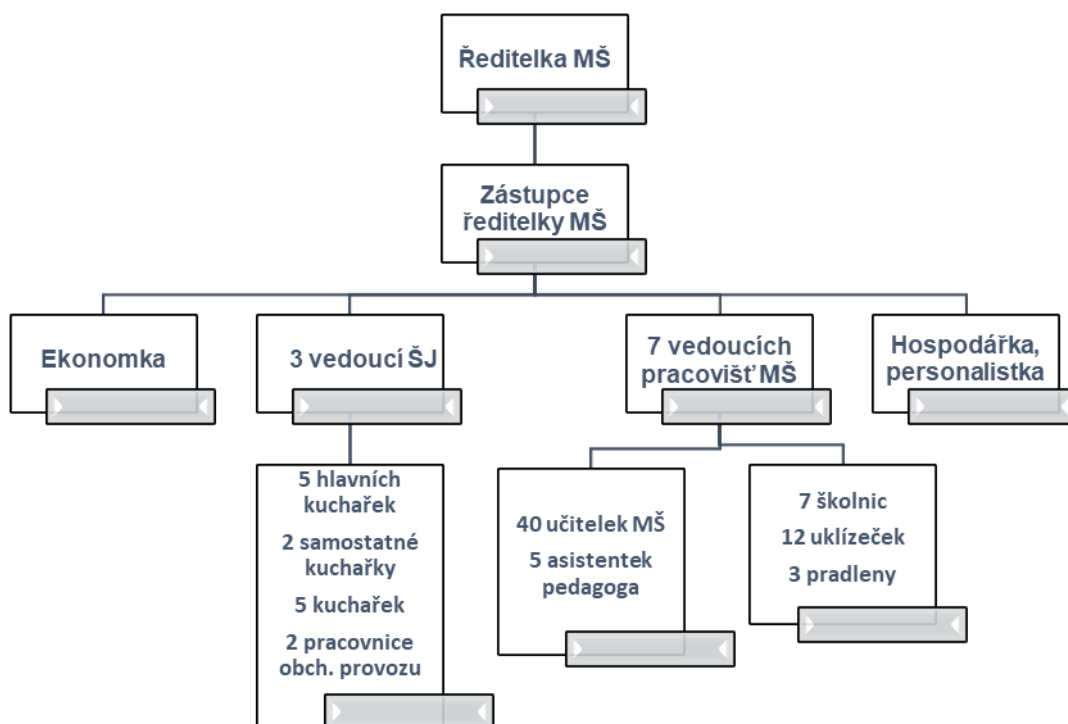 Ředitelka MŠ
Zástupce
ředitelky MŠ
Ekonomka
3 vedoucí ŠJ
7 vedoucích
pracovišť MŠ
Hospodářka,
personalistka
5 hlavních
kuchařek
2 samostatné
kuchařky
5 kuchařek
2 pracovnice
obch. provozu
40 učitelek MŠ
5 asistentek
pedagoga
7 školnic
12 uklízeček
3 pradleny